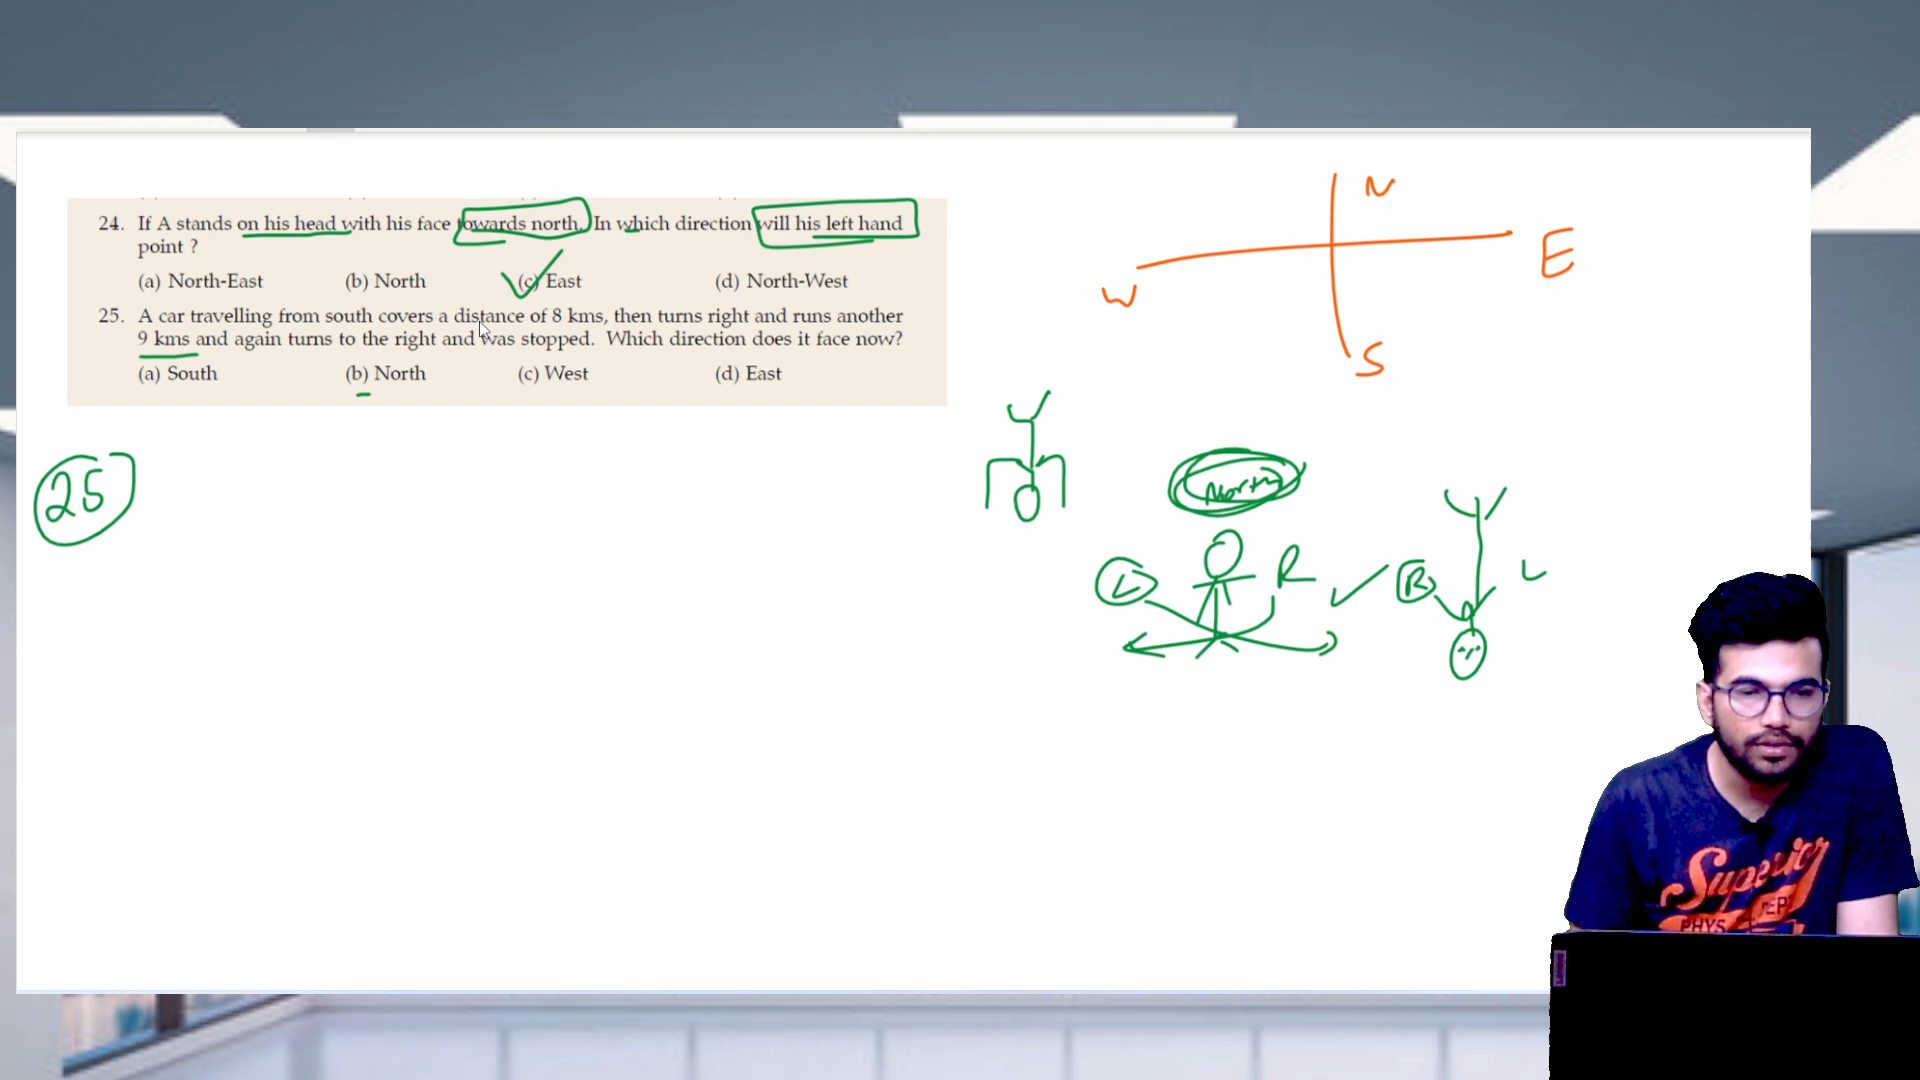 24. If A stands on his head with his face towards north. In which direction will his left hand
point ?
(a) North-East (b) North (c) East (d) North-West
25. A car travelling from south covers a distance of 8 kms, then turns right and runs another
9 kms and again turns to the right and was stopped. Which direction does it face now?
(a) South (b) North (c) West (d) East
N
E
W
S
25
North
L
R
R
L
Superior
PHYS
DEP